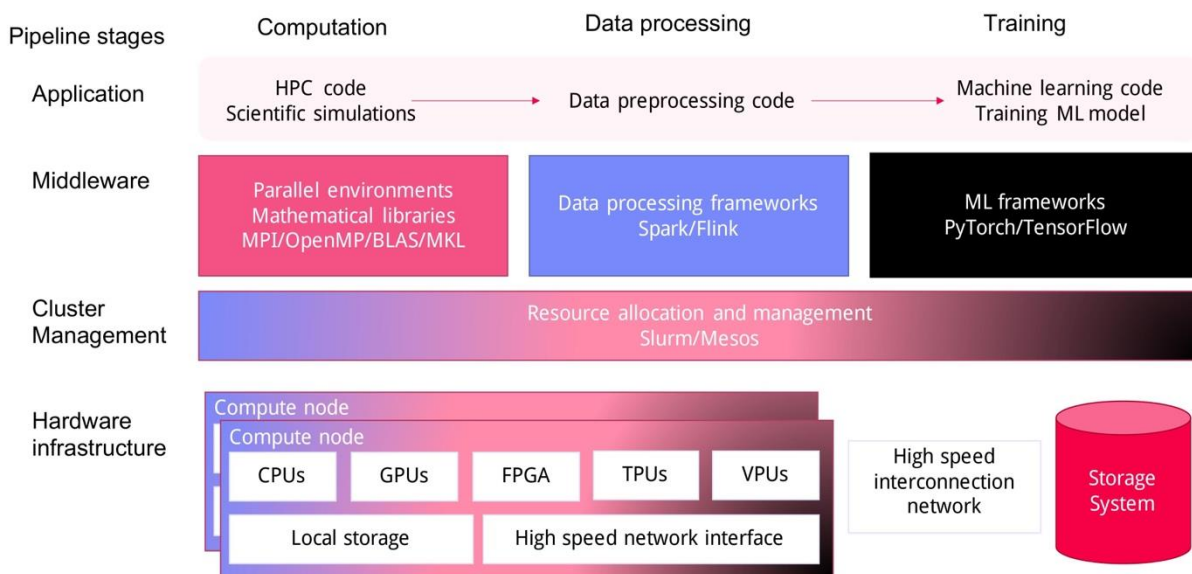 Pipeline stages
Computation
Data processing
Training
Application
HPC code
Scientific simulations
Data preprocessing code
Machine learning code
Training ML model
Middleware
Parallel environments
Mathematical libraries
MPI/OpenMP/BLAS/MKL
Data processing frameworks
Spark/Flink
ML frameworks
PyTorch/TensorFlow
Cluster
Management
Resource allocation and management
Slurm/Mesos
Hardware
infrastructure
Compute node
Compute node
CPUs
GPUs
FPGA
TPUs
VPUs
Local storage
High speed network interface
High speed
interconnection
network
Storage
System